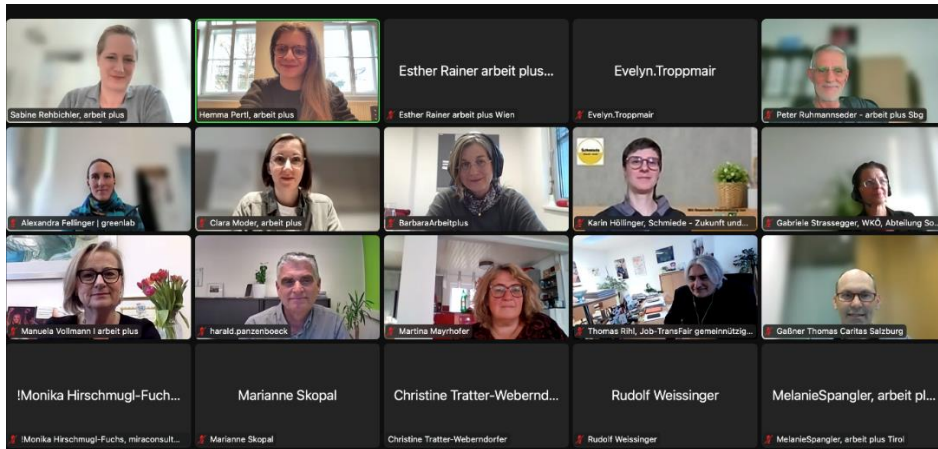 Sabine Rehbichler, arbeit plus
Hemma Pertl, arbeit plus
Esther Rainer arbeit plus...
Esther Rainer arbeit plus Wien
Evelyn.Troppmair
Evelyn.Troppmair
Peter Ruhmannseder - arbeit plus Sbg
Alexandra Fellinger | greenlab
Clara Moder, arbeit plus
BarbaraArbeitplus
Karin Höllinger, Schmiede - Zukunft und...
Gabriele Strassegger, WKÖ, Abteilung So...
Manuela Vollmann I arbeit plus
harald.panzenboeck
Martina Mayrhofer
Thomas Rihl, Job-TransFair gemeinnützig...
Gaßner Thomas Caritas Salzburg
!Monika Hirschmugl-Fuch...
!Monika Hirschmugl-Fuchs, miraconsult...
Marianne Skopal
Marianne Skopal
Christine Tratter-Webernd...
Christine Tratter-Weberndorfer
Rudolf Weissinger
Rudolf Weissinger
MelanieSpangler, arbeit pl...
MelanieSpangler, arbeit plus Tirol